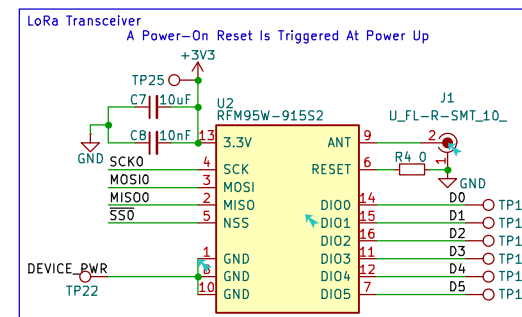 LoRa Transceiver
A Power-On Reset Is Triggered At Power Up
+3V3
TP25
C7 10uF
C8 10nF
GND
U2
RFM95W-915S2
J1
U_FL-R-SMT_10_
13 3.3V
ANT 9
2
1
SCK0 4 SCK
RESET 6
R4 0
GND
MOSI0 3 MOSI
MISO0 2 MISO
SS0 5 NSS
DIO0 14 D0 TP1
DIO1 15 D1 TP1
DIO2 16 D2 TP1
DIO3 11 D3 TP1
DIO4 12 D4 TP1
DIO5 7 D5 TP1
1 GND
DEVICE_PWR
GND
TP22
10 GND